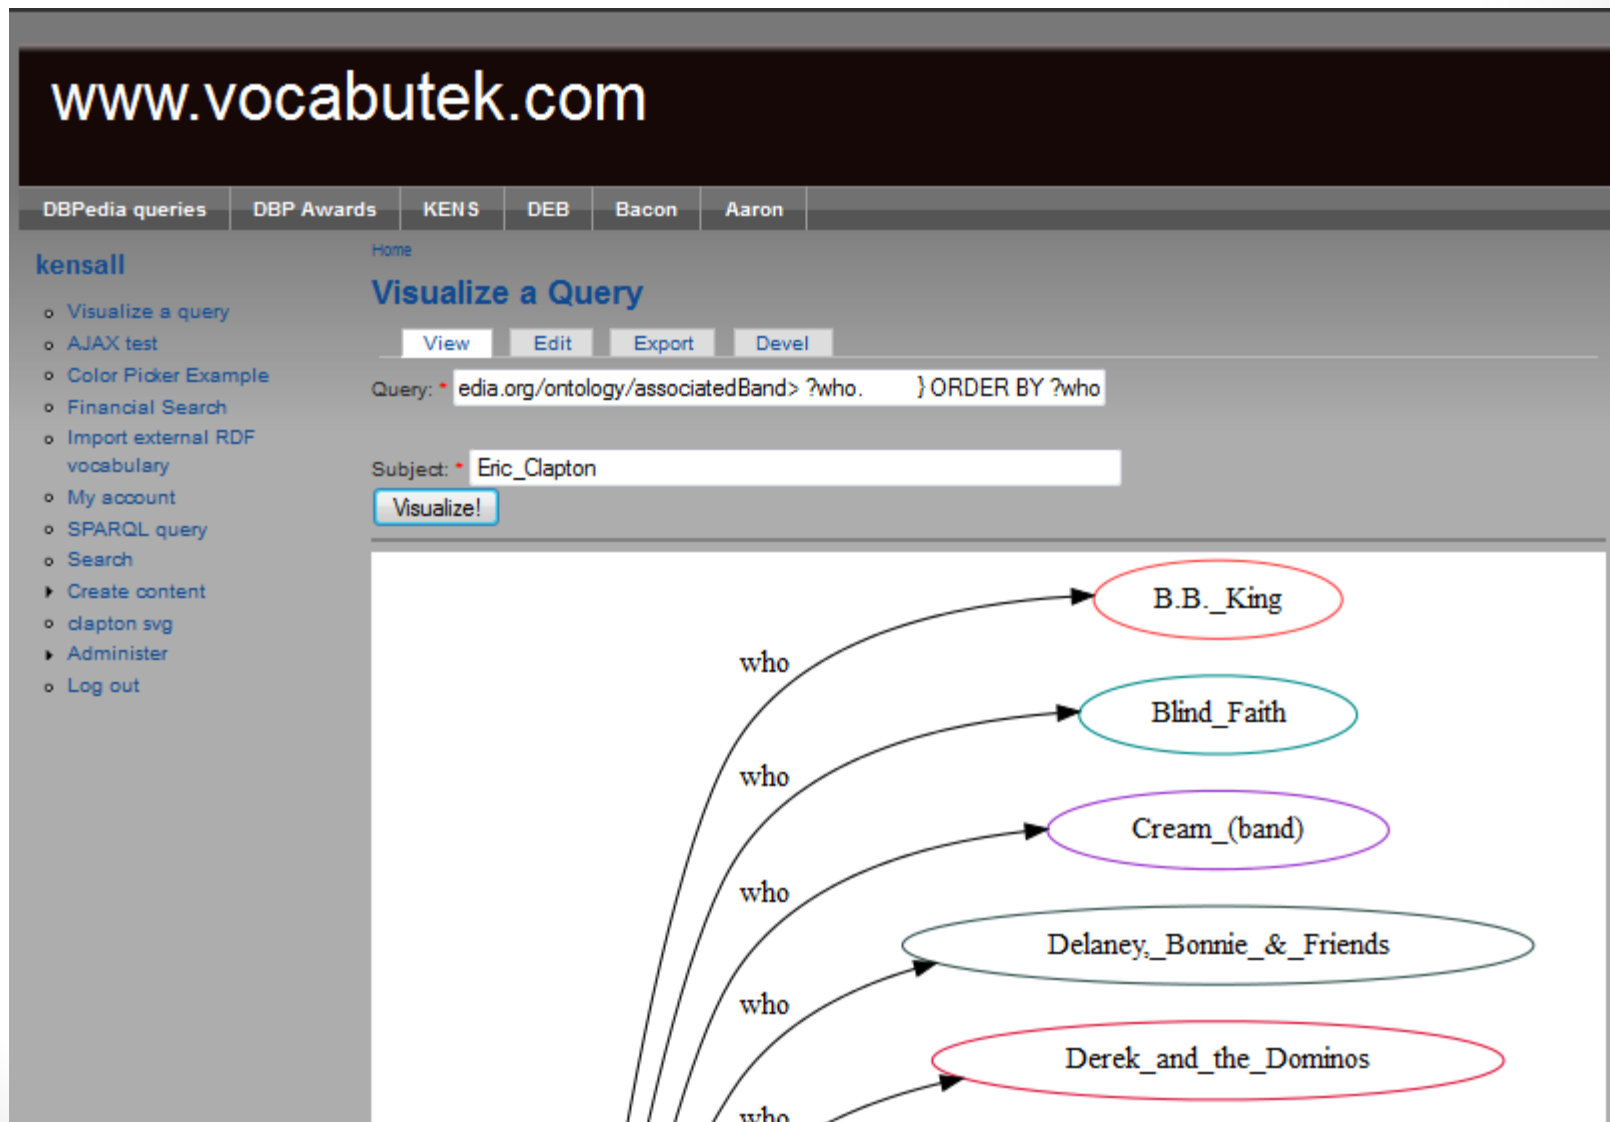 www.vocabutek.com
DBPedia queries DBP Awards KENS DEB Bacon Aaron
kensall
Visualize a query
AJAX test
Color Picker Example
Financial Search
Import external RDF
vocabulary
My account
SPARQL query
Search
Create content
clapton svg
Administer
Log out
Home
Visualize a Query
View Edit Export Devel
Query: * edia.org/ontology/associatedBand> ?who. } ORDER BY ?who
Subject: * Eric_Clapton
Visualize!
B.B._King
who
Blind_Faith
who
Cream_(band)
who
Delaney,_Bonnie_&_Friends
who
Derek_and_the_Dominos
who